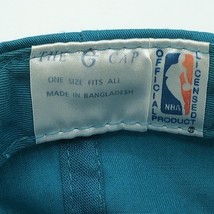 THE G CAP
ONE SIZE FITS ALL
MADE IN BANGLADESH
OFFICIAL
PRODUCT
LICENSED
NBA